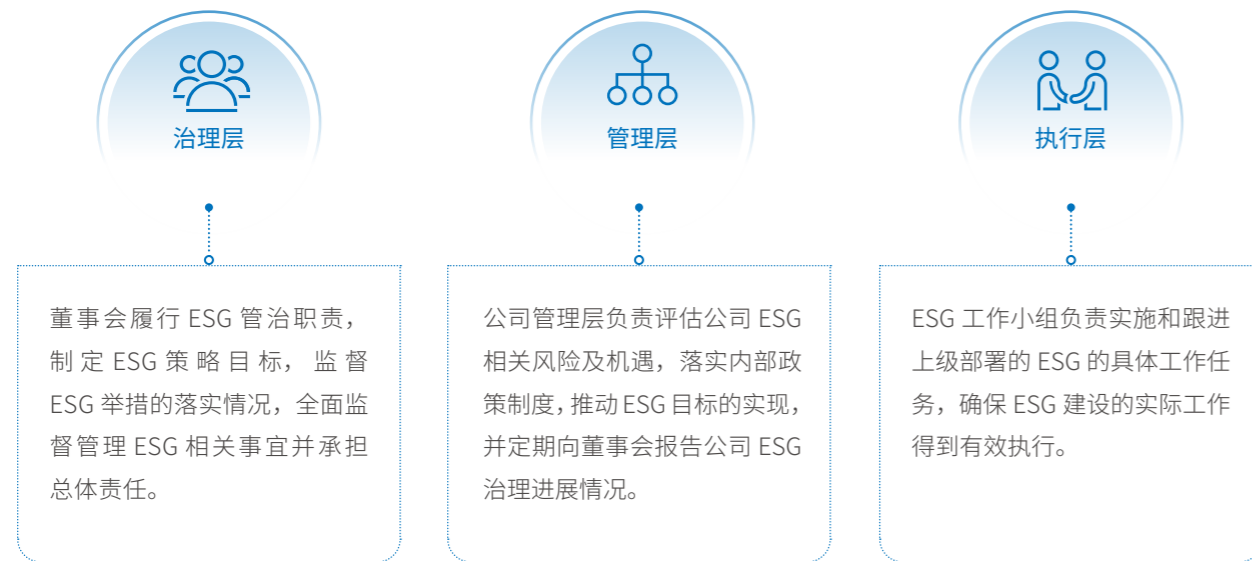 治理层
董事会履行 ESG 管治职责，
制定 ESG 策略目标，监督
ESG 举措的落实情况，全面监
督管理 ESG 相关事宜并承担
总体责任。
管理层
公司管理层负责评估公司 ESG
相关风险及机遇，落实内部政
策制度，推动 ESG 目标的实现，
并定期向董事会报告公司 ESG
治理进展情况。
执行层
ESG 工作小组负责实施和跟进
上级部署的 ESG 的具体工作任
务，确保 ESG 建设的实际工作
得到有效执行。